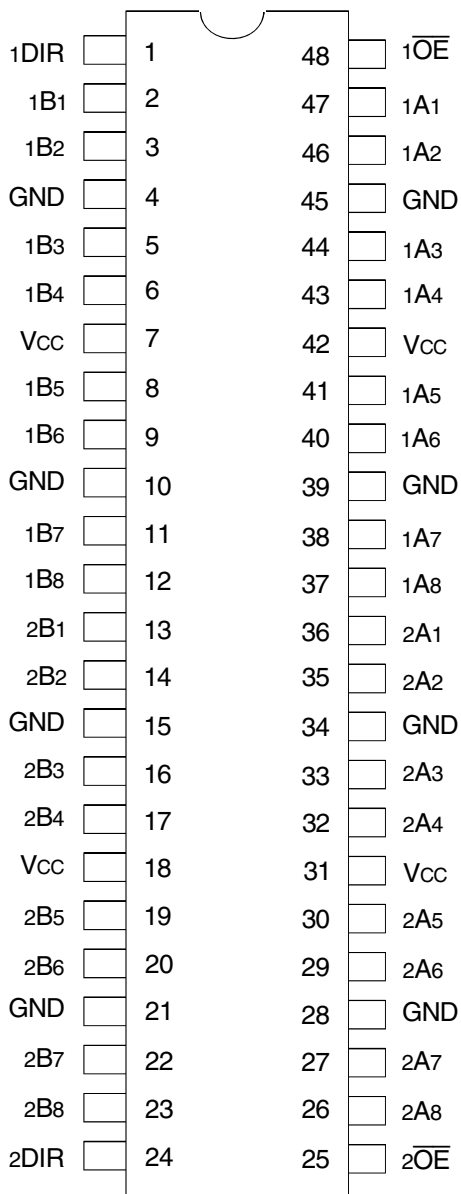 1DIR 1 48 1O̅E̅
1B1 2 47 1A1
1B2 3 46 1A2
GND 4 45 GND
1B3 5 44 1A3
1B4 6 43 1A4
VCC 7 42 VCC
1B5 8 41 1A5
1B6 9 40 1A6
GND 10 39 GND
1B7 11 38 1A7
1B8 12 37 1A8
2B1 13 36 2A1
2B2 14 35 2A2
GND 15 34 GND
2B3 16 33 2A3
2B4 17 32 2A4
VCC 18 31 VCC
2B5 19 30 2A5
2B6 20 29 2A6
GND 21 28 GND
2B7 22 27 2A7
2B8 23 26 2A8
2DIR 24 25 2O̅E̅